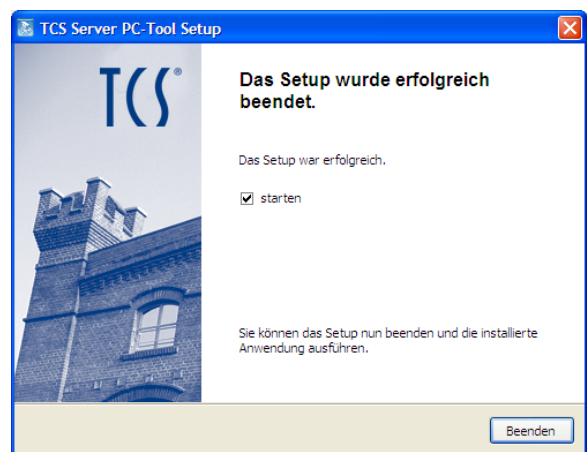 TCS Server PC-Tool Setup
TCS®
Das Setup wurde erfolgreich
beendet.
Das Setup war erfolgreich.
starten
Sie können das Setup nun beenden und die installierte
Anwendung ausführen.
Beenden